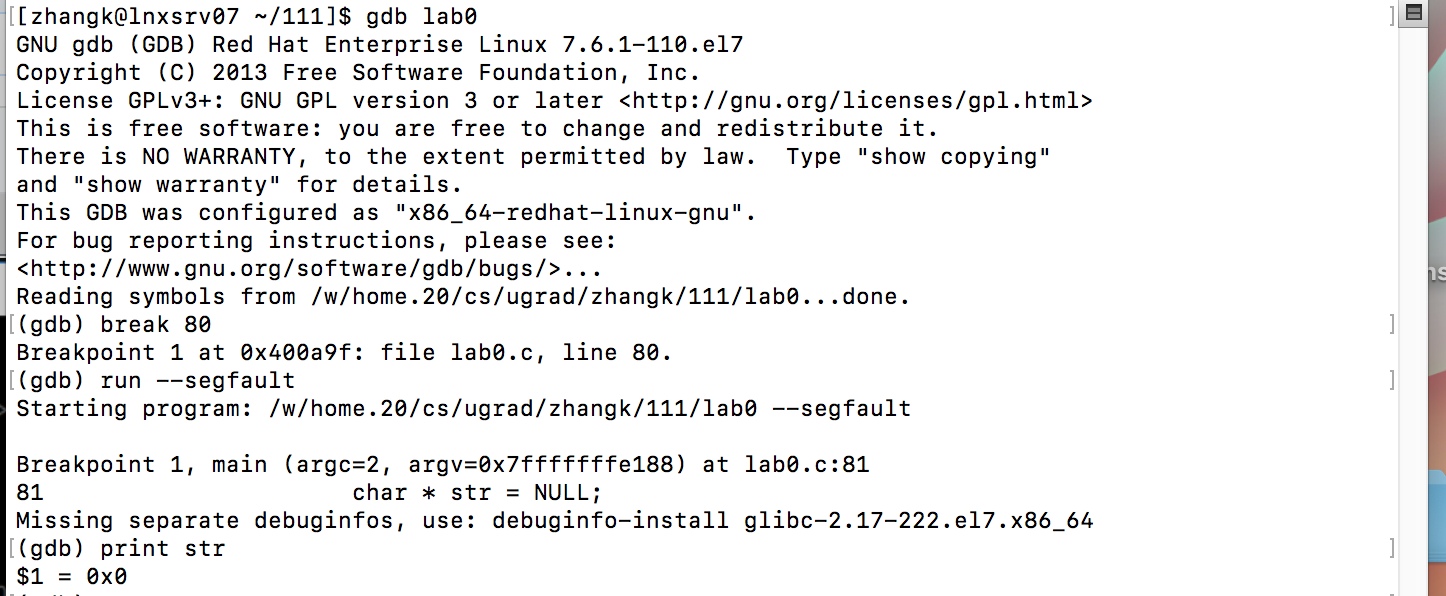 [zhangk@lnxsrv07 ~/111]$ gdb lab0
GNU gdb (GDB) Red Hat Enterprise Linux 7.6.1-110.el7
Copyright (C) 2013 Free Software Foundation, Inc.
License GPLv3+: GNU GPL version 3 or later <http://gnu.org/licenses/gpl.html>
This is free software: you are free to change and redistribute it.
There is NO WARRANTY, to the extent permitted by law.  Type "show copying"
and "show warranty" for details.
This GDB was configured as "x86_64-redhat-linux-gnu".
For bug reporting instructions, please see:
<http://www.gnu.org/software/gdb/bugs/>...
Reading symbols from /w/home.20/cs/ugrad/zhangk/111/lab0...done.
(gdb) break 80
Breakpoint 1 at 0x400a9f: file lab0.c, line 80.
(gdb) run --segfault
Starting program: /w/home.20/cs/ugrad/zhangk/111/lab0 --segfault
Breakpoint 1, main (argc=2, argv=0x7fffffffe188) at lab0.c:81
81                      char * str = NULL;
Missing separate debuginfos, use: debuginfo-install glibc-2.17-222.el7.x86_64
(gdb) print str
$1 = 0x0